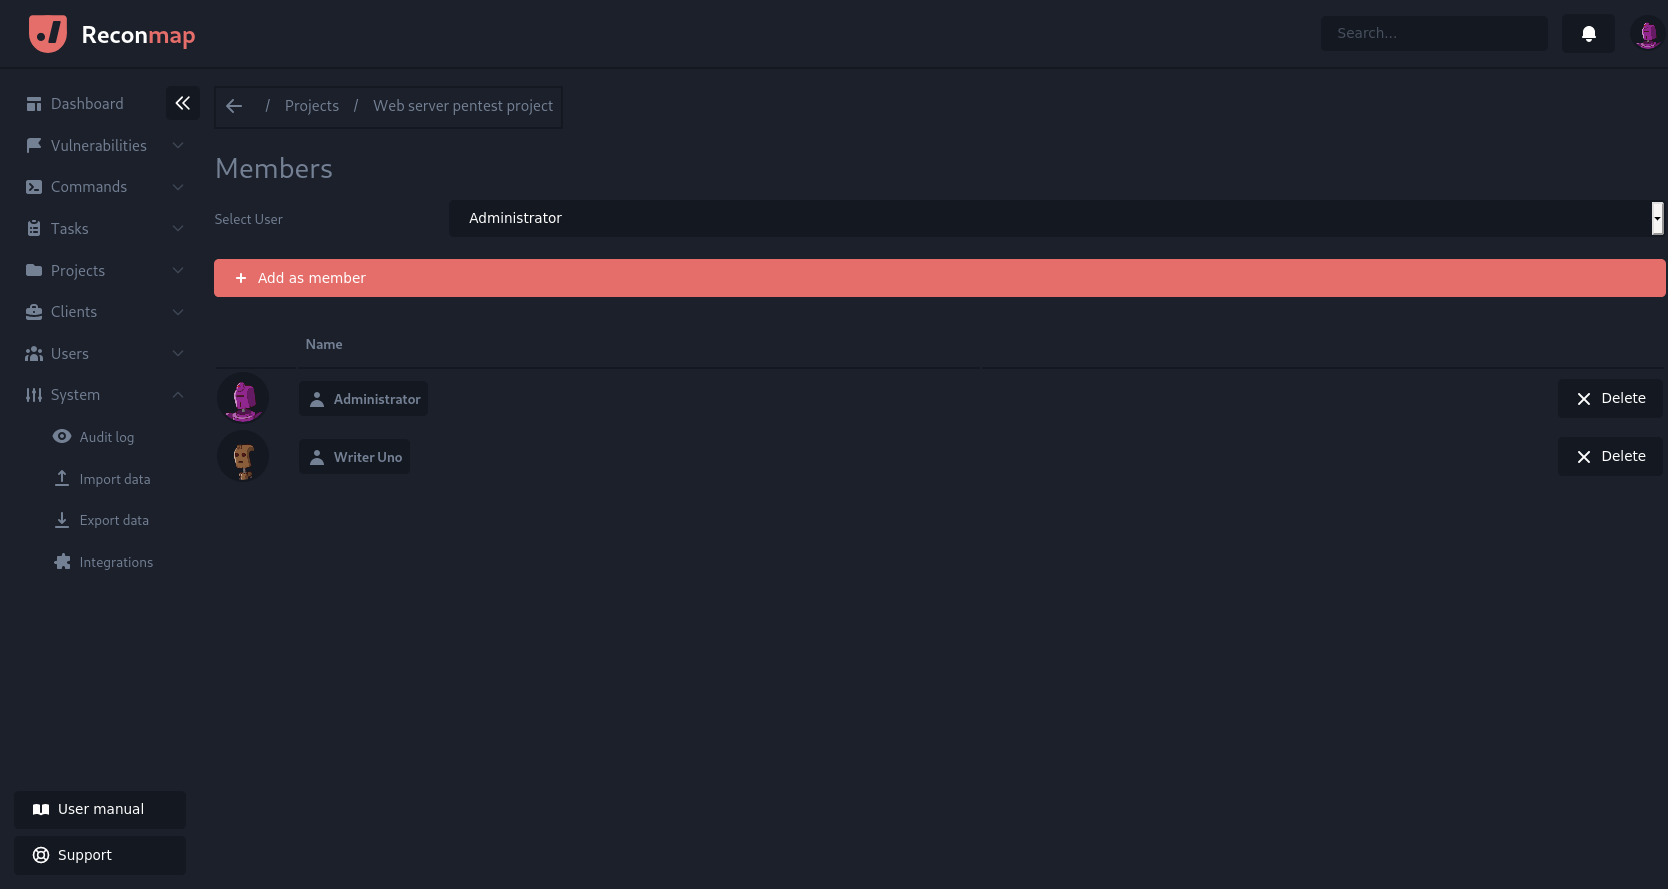 Reconmap
Search...
Dashboard
Vulnerabilities
Commands
Tasks
Projects
Clients
Users
System
Audit log
Import data
Export data
Integrations
User manual
Support
/ Projects / Web server pentest project
Members
Select User
Administrator
+ Add as member
Name
Administrator
Delete
Writer Uno
Delete